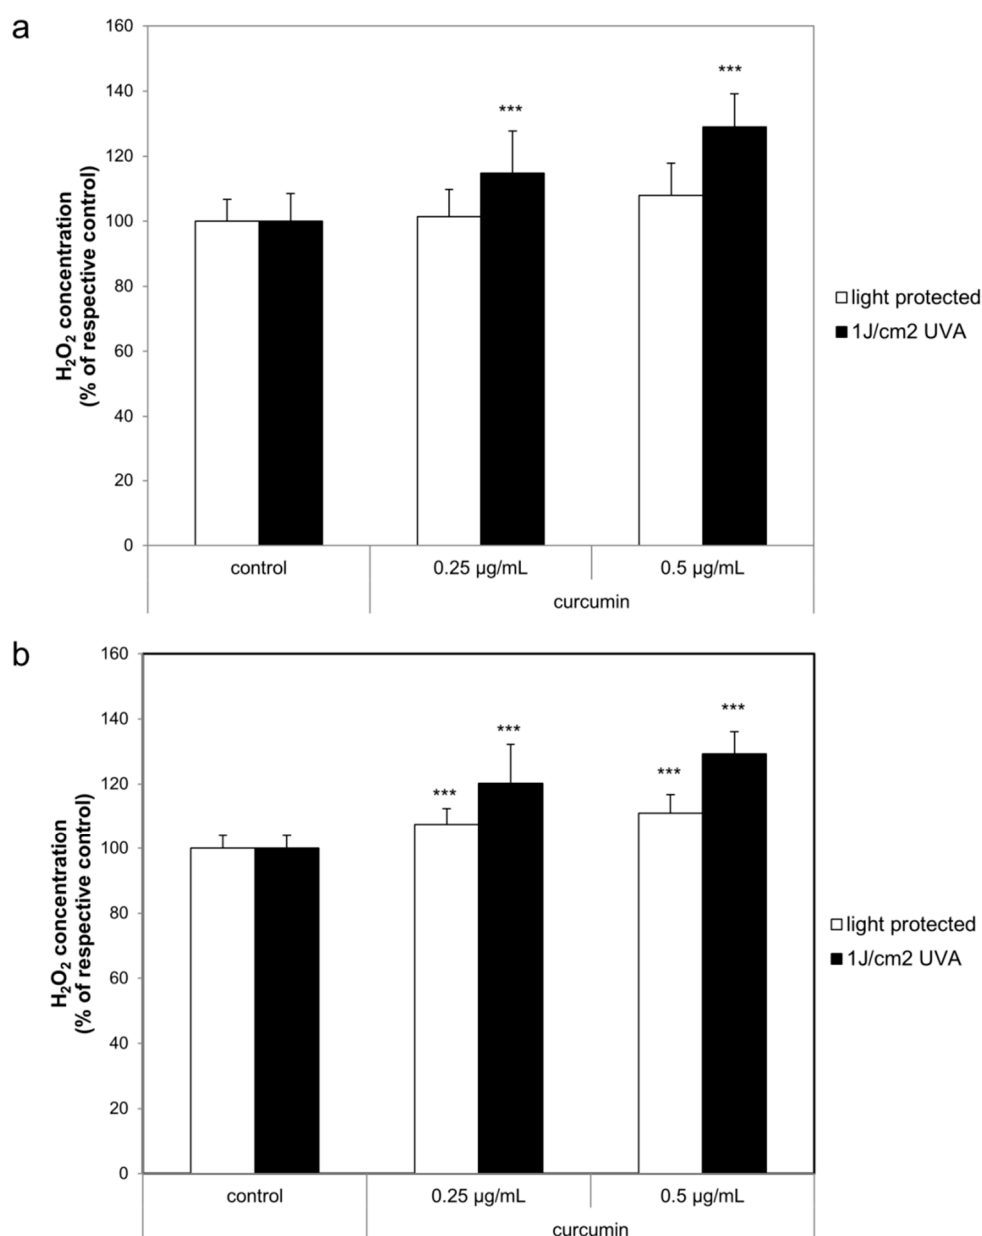 a
160
140
120
100
80
60
40
20
0
H₂O₂ concentration
(% of respective control)
***
***
control
0.25 µg/mL
0.5 µg/mL
curcumin
light protected
1J/cm2 UVA
b
160
140
120
100
80
60
40
20
0
H₂O₂ concentration
(% of respective control)
***
***
***
***
control
0.25 µg/mL
0.5 µg/mL
curcumin
light protected
1J/cm2 UVA